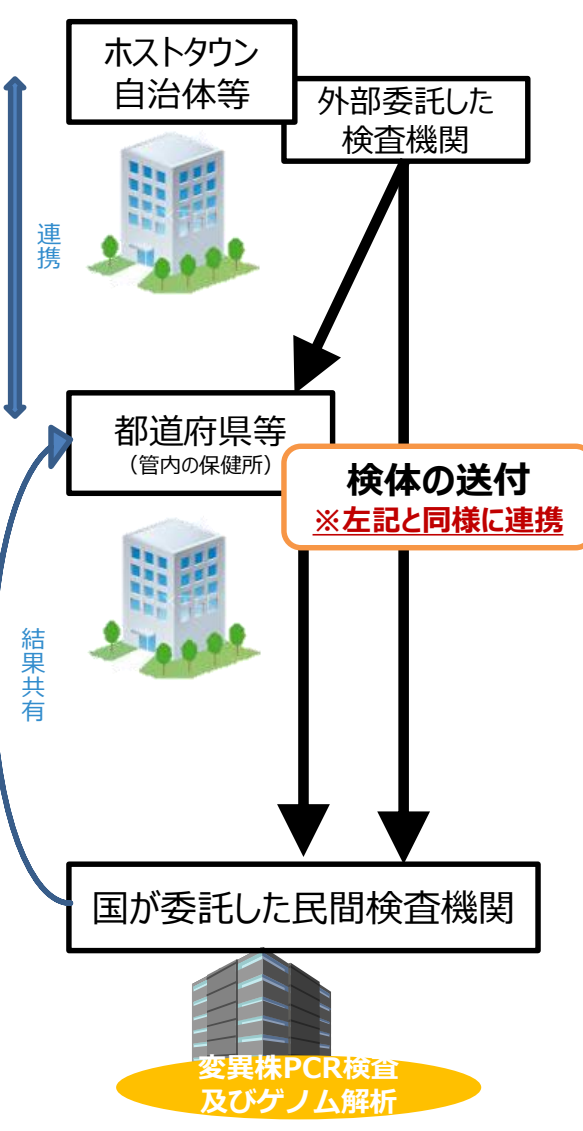 ホストタウン
自治体等
外部委託した
検査機関
連携
都道府県等
（管内の保健所）
検体の送付
※左記と同様に連携
結果共有
国が委託した民間検査機関
変異株PCR検査
及びゲノム解析